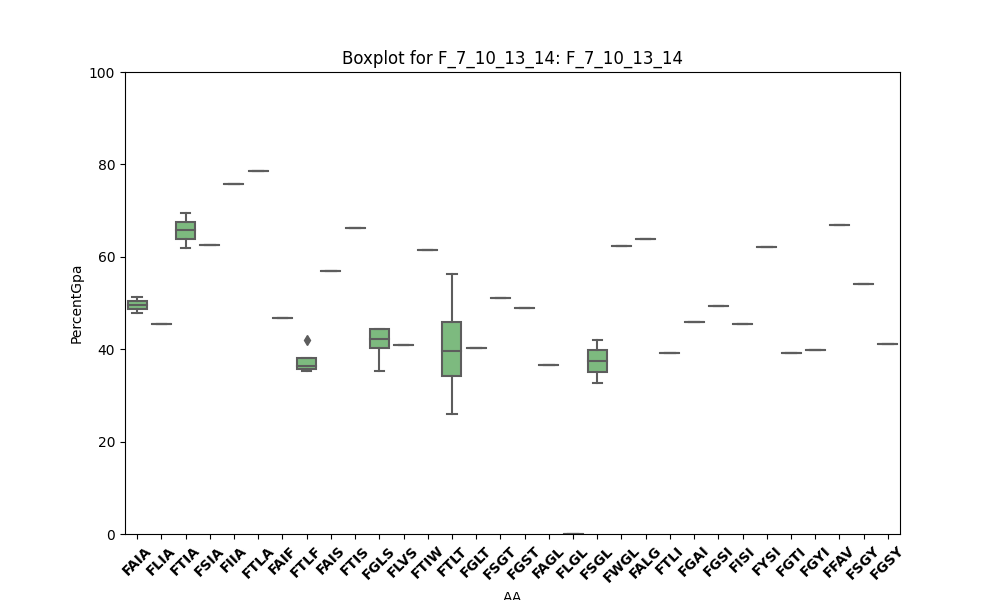 Boxplot for F_7_10_13_14: F_7_10_13_14
PercentGpa
100
80
60
40
20
0
FAIA FLIA FTIA FSIA FIIA FTLA FAIF FTLF FAIS FTIS FGLS FLVS FTIW FTLT FGLT FSGT FGST FAGL FLGL FSGL FWGL FALG FTLI FGAI FGSI FISI FYSI FGTI FGYI FFAV FSGY FGSY
AA